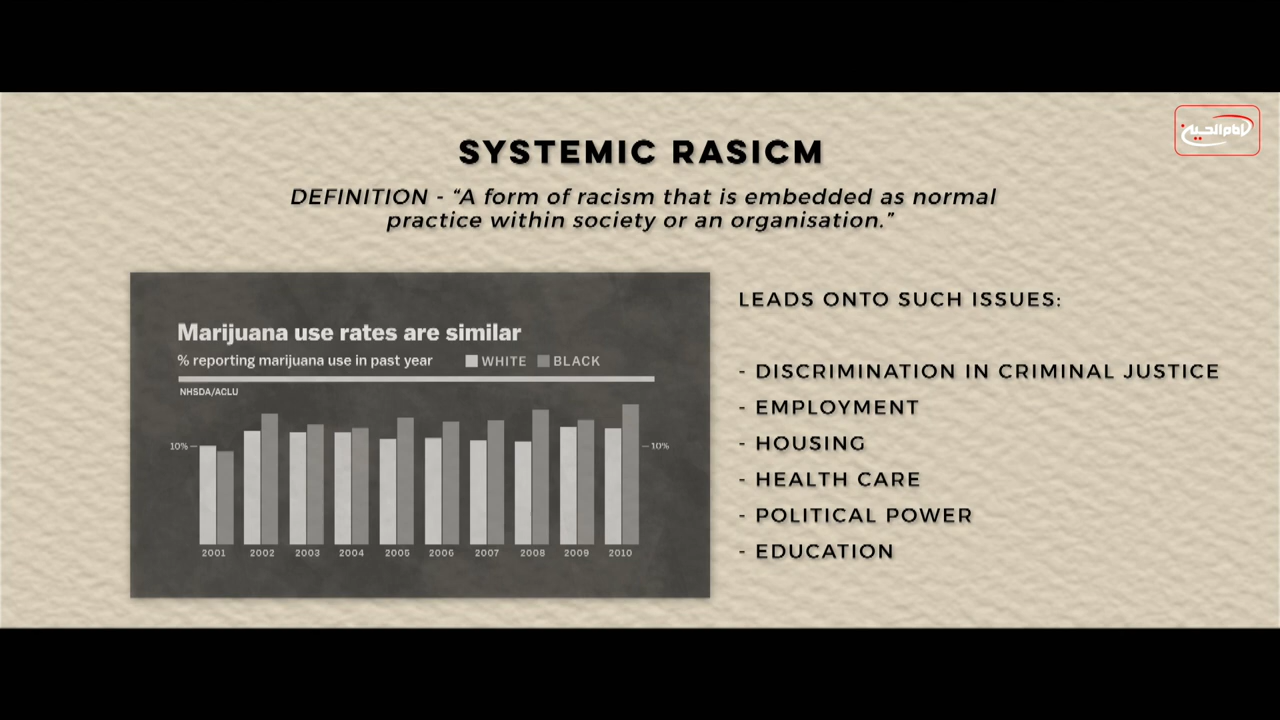 الإمام الحسين
SYSTEMIC RASICM
DEFINITION - “A form of racism that is embedded as normal
practice within society or an organisation.”
Marijuana use rates are similar
% reporting marijuana use in past year WHITE BLACK
NHSDA/ACLU
10% 10%
2001 2002 2003 2004 2005 2006 2007 2008 2009 2010
LEADS ONTO SUCH ISSUES:
- DISCRIMINATION IN CRIMINAL JUSTICE
- EMPLOYMENT
- HOUSING
- HEALTH CARE
- POLITICAL POWER
- EDUCATION